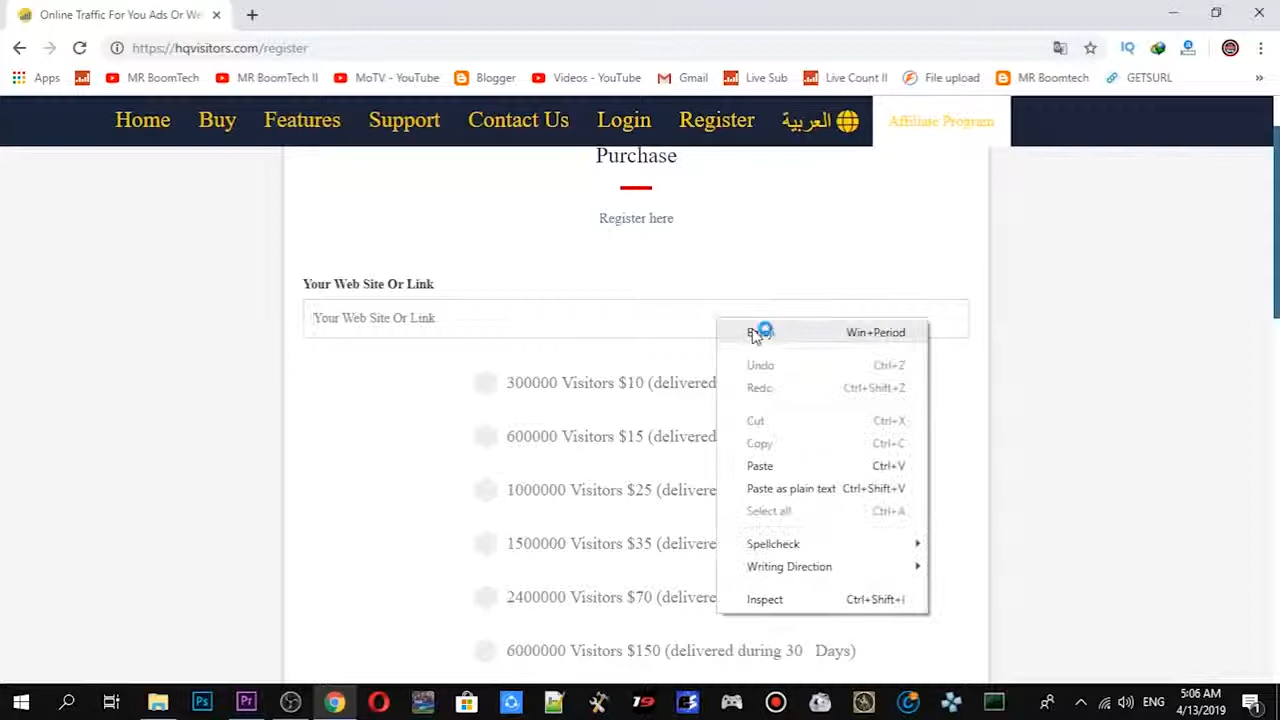 Online Traffic For You Ads Or We
https://hqvisitors.com/register
Apps
MR BoomTech
MR BoomTech II
MoTV - YouTube
Blogger
Videos - YouTube
Gmail
Live Sub
Live Count II
File upload
MR Boomtech
GETSURL
»
Home
Buy
Features
Support
Contact Us
Login
Register
العربية
Affiliate Program
Purchase
Register here
Your Web Site Or Link
Your Web Site Or Link
Win+Period
300000 Visitors $10 (delivered
Undo Ctrl+Z
Redo Ctrl+Shift+Z
600000 Visitors $15 (delivered
Cut Ctrl+X
Copy Ctrl+C
Paste Ctrl+V
1000000 Visitors $25 (delivere
Paste as plain text Ctrl+Shift+V
Select all Ctrl+A
1500000 Visitors $35 (delivere
Spellcheck
Writing Direction
2400000 Visitors $70 (delivere
Inspect Ctrl+Shift+I
6000000 Visitors $150 (delivered during 30 Days)
Ps
Pr
19
ENG
5:06 AM
4/13/2019